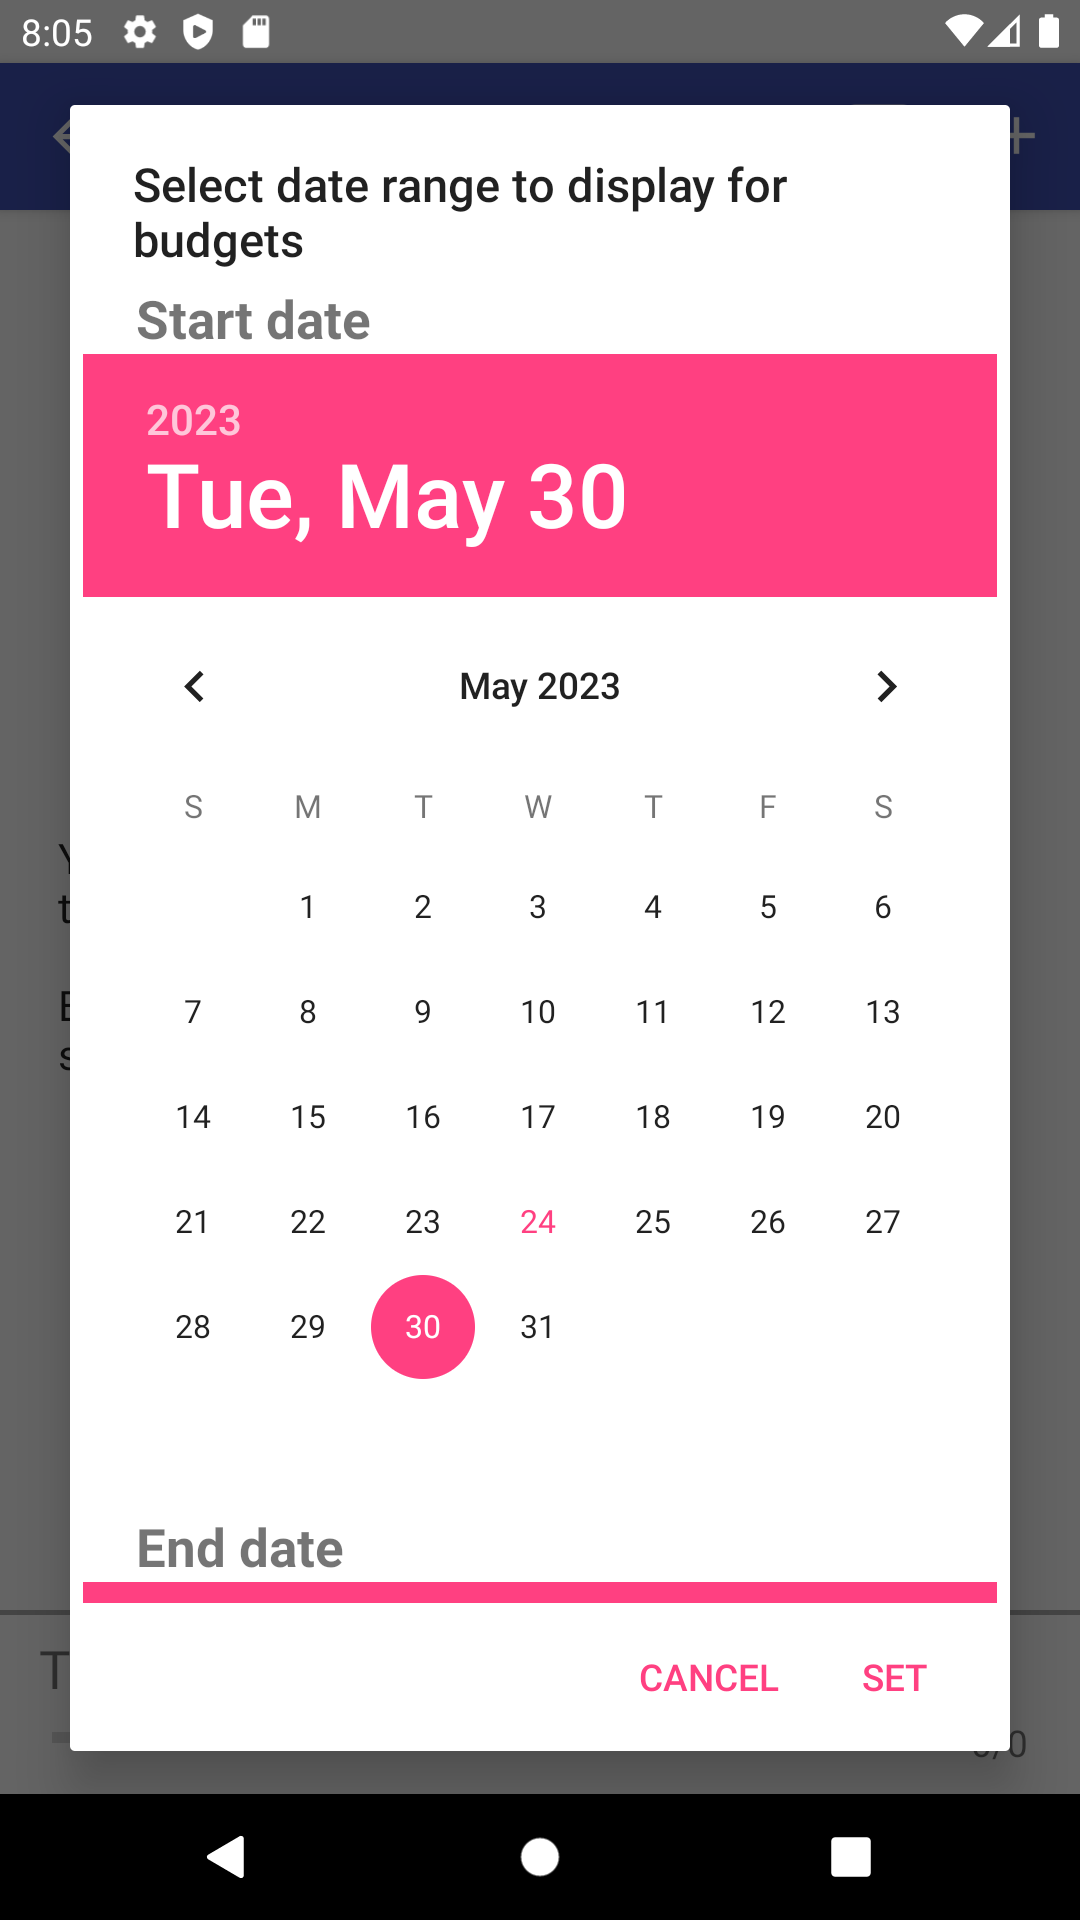 8:05
Select date range to display for
budgets
Start date
2023
Tue, May 30
May 2023
S M T W T F S
1 2 3 4 5 6
7 8 9 10 11 12 13
14 15 16 17 18 19 20
21 22 23 24 25 26 27
28 29 30 31
End date
CANCEL SET